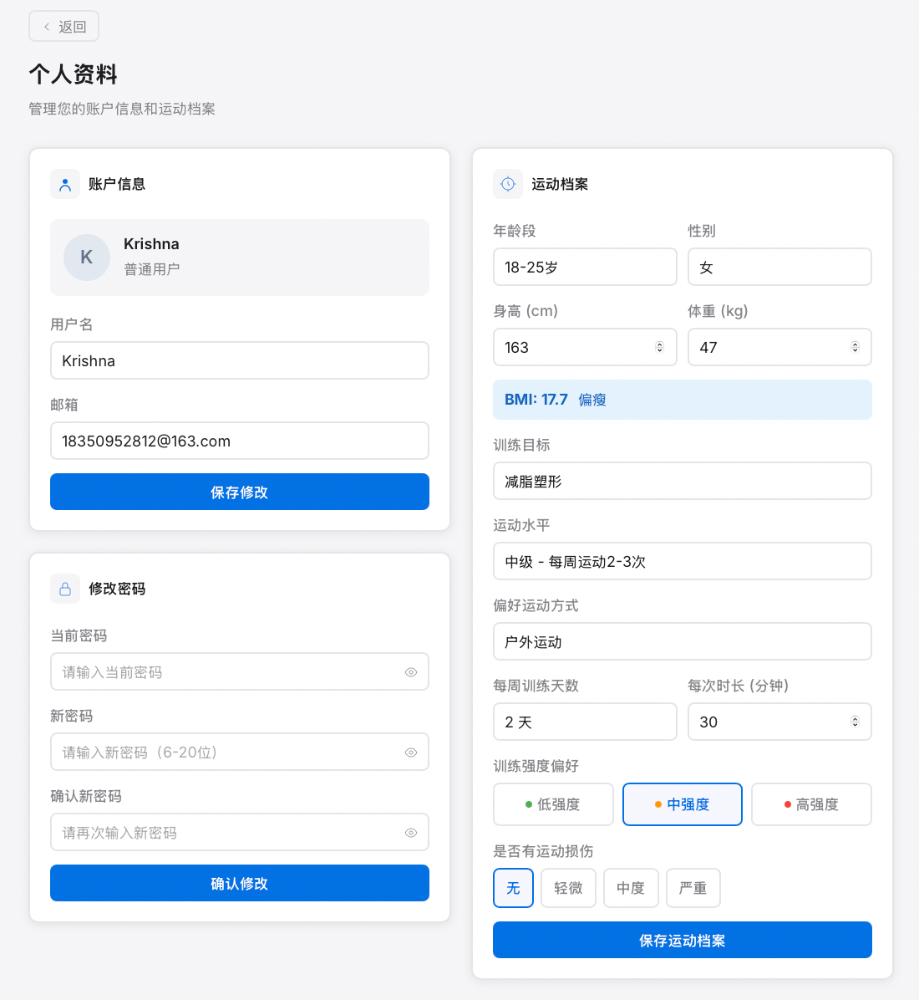 返回
个人资料
管理您的账户信息和运动档案
账户信息
K
Krishna
普通用户
用户名
Krishna
邮箱
18350952812@163.com
保存修改
修改密码
当前密码
请输入当前密码
新密码
请输入新密码（6-20位）
确认新密码
请再次输入新密码
确认修改
运动档案
年龄段 性别
18-25岁 女
身高 (cm) 体重 (kg)
163 47
BMI: 17.7 偏瘦
训练目标
减脂塑形
运动水平
中级 - 每周运动2-3次
偏好运动方式
户外运动
每周训练天数 每次时长 (分钟)
2 天 30
训练强度偏好
低强度 中强度 高强度
是否有运动损伤
无 轻微 中度 严重
保存运动档案